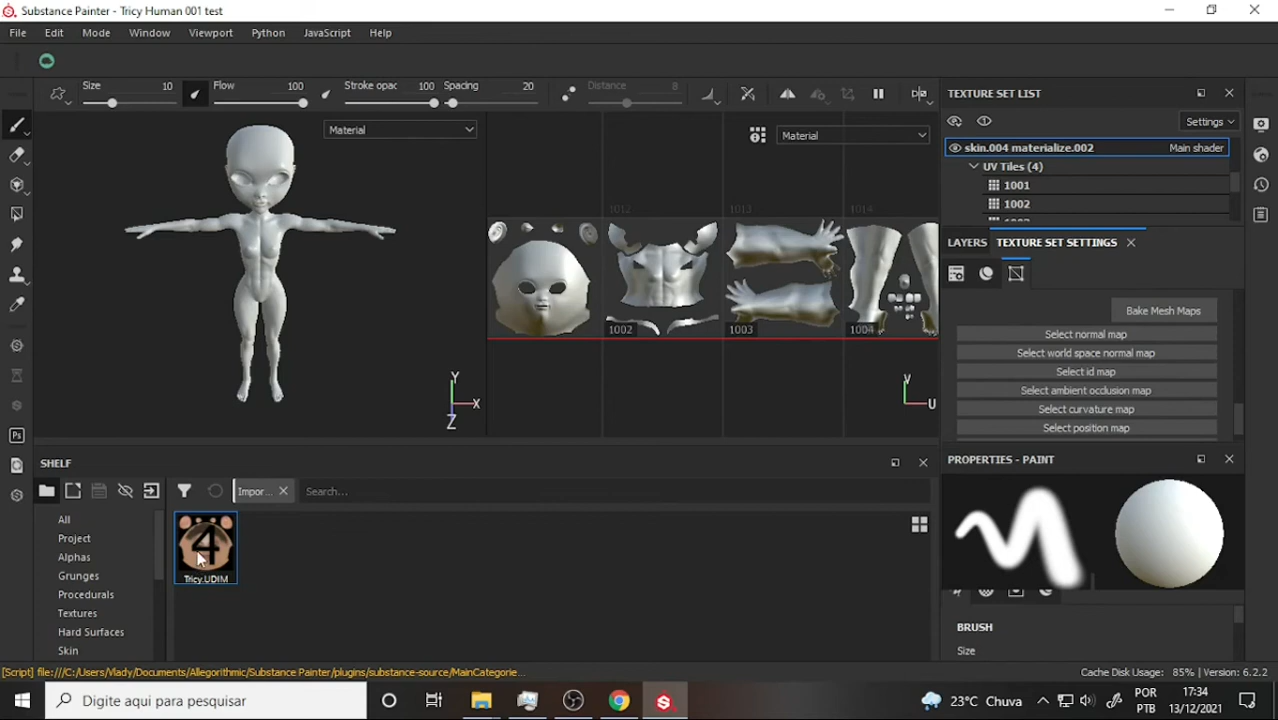 Substance Painter - Tricy Human 001 test
File Edit Mode Window Viewport Python JavaScript Help
Size 10 Flow 100 Stroke opac 100 Spacing 20 Distance 8
TEXTURE SET LIST
Settings
skin.004 materialize.002 Main shader
UV Tiles (4)
1001
1002
Material
Material
1012 1013 1014
1002 1003 1004
Y
X
Z
V
U
LAYERS TEXTURE SET SETTINGS
Bake Mesh Maps
Select normal map
Select world space normal map
Select id map
Select ambient occlusion map
Select curvature map
Select position map
Ps
SHELF
Impor... Search...
All
Project
Alphas
Grunges
Procedurals
Textures
Hard Surfaces
Skin
4
Tricy.UDIM
PROPERTIES - PAINT
BRUSH
Size
[Script] file:///C:/Users/Vlady/Documents/Allegorithmic/Substance Painter/plugins/substance-source/MainCategorie...
Cache Disk Usage: 85% | Version: 6.2.2
Digite aqui para pesquisar
23°C Chuva
POR
PTB
17:34
13/12/2021